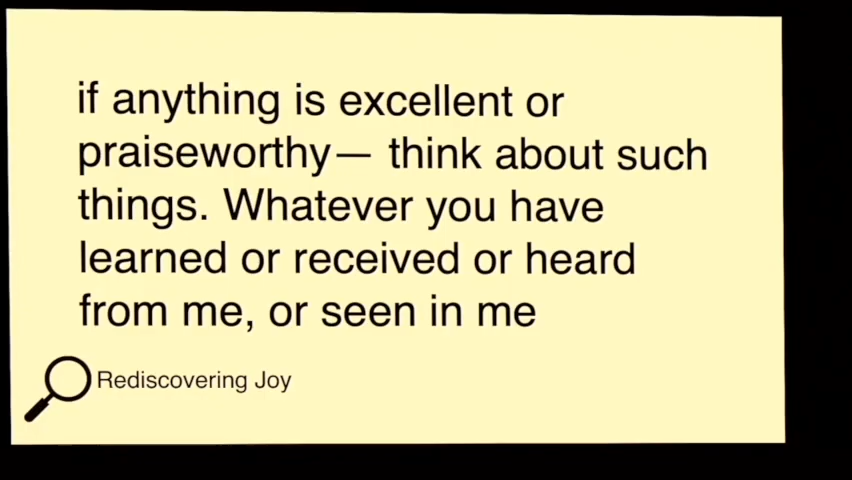 if anything is excellent or
praiseworthy— think about such
things. Whatever you have
learned or received or heard
from me, or seen in me
Rediscovering Joy